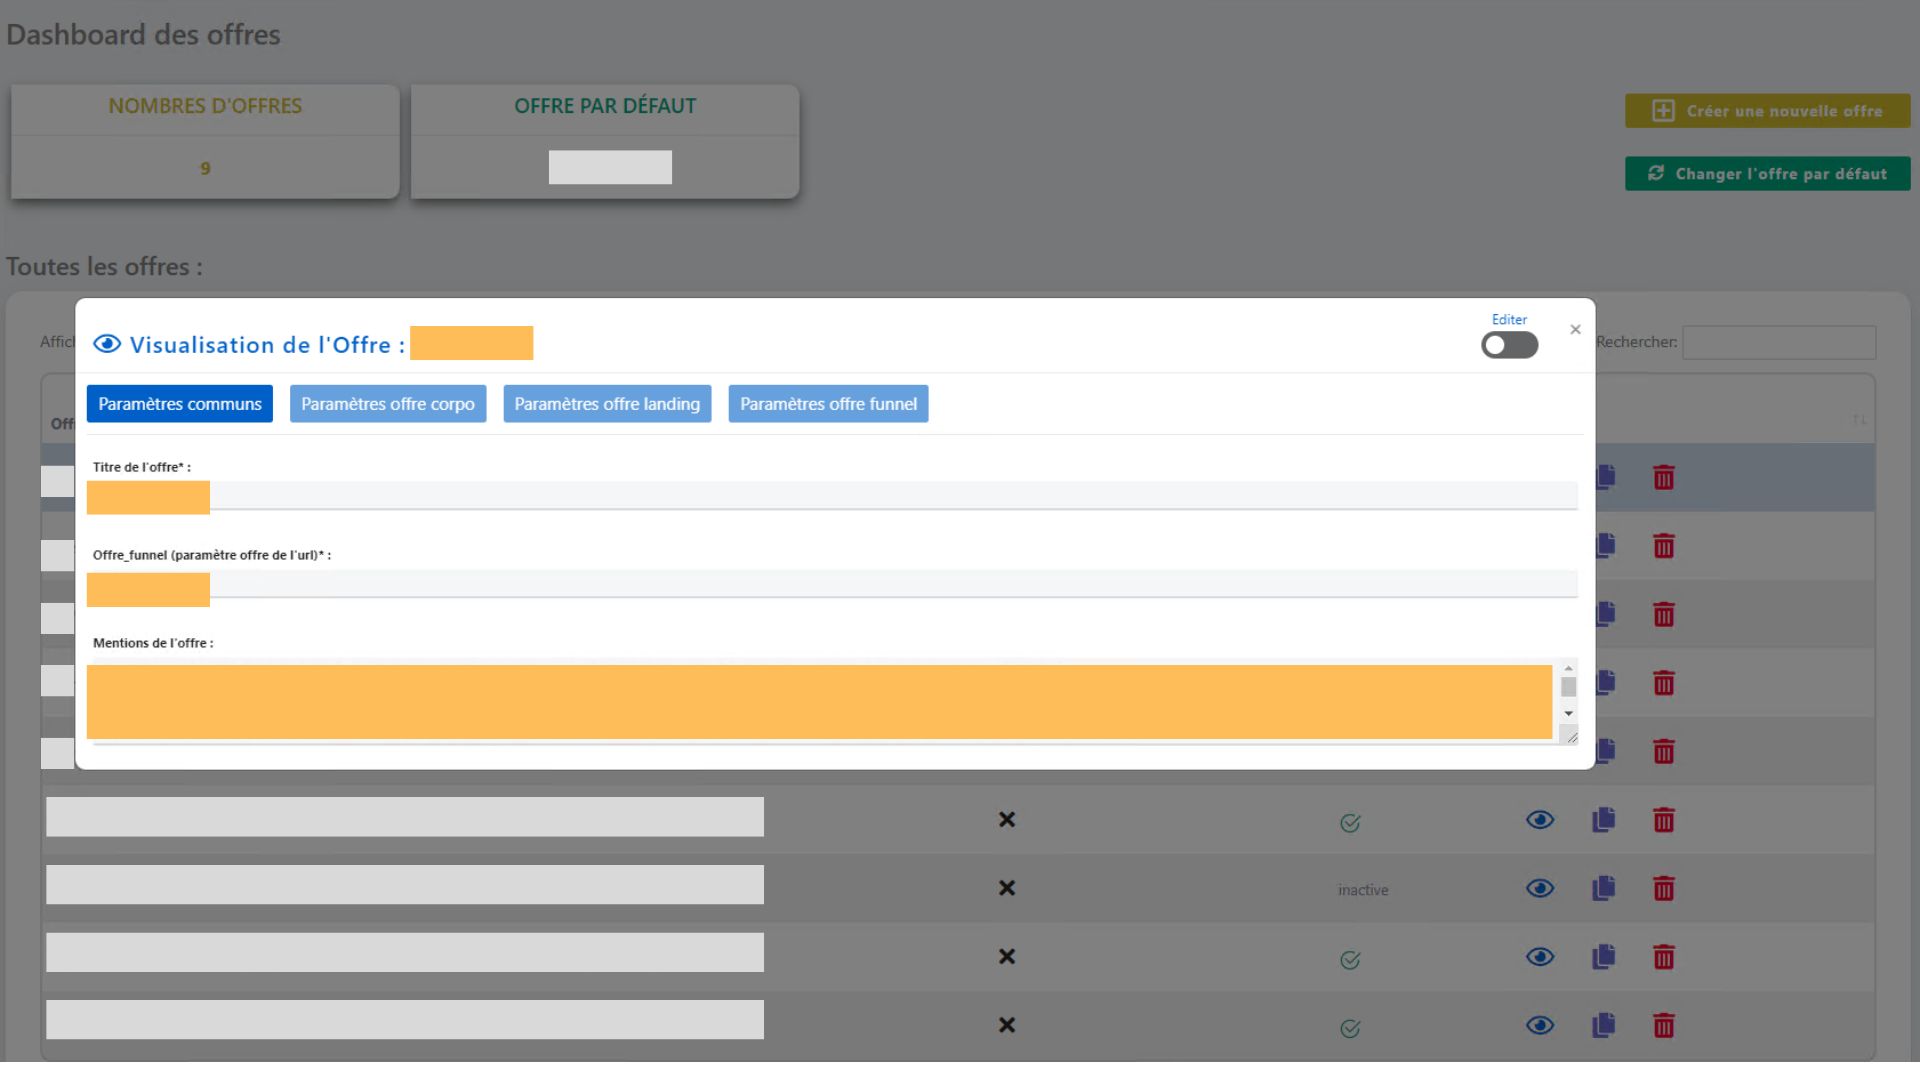 Dashboard des offres
NOMBRES D'OFFRES
9
OFFRE PAR DÉFAUT
Créer une nouvelle offre
Changer l'offre par défaut
Toutes les offres :
Rechercher:
Visualisation de l'Offre :
Editer
Paramètres communs
Paramètres offre corpo
Paramètres offre landing
Paramètres offre funnel
Titre de l'offre* :
Offre_funnel (paramètre offre de l'url)* :
Mentions de l'offre :
inactive